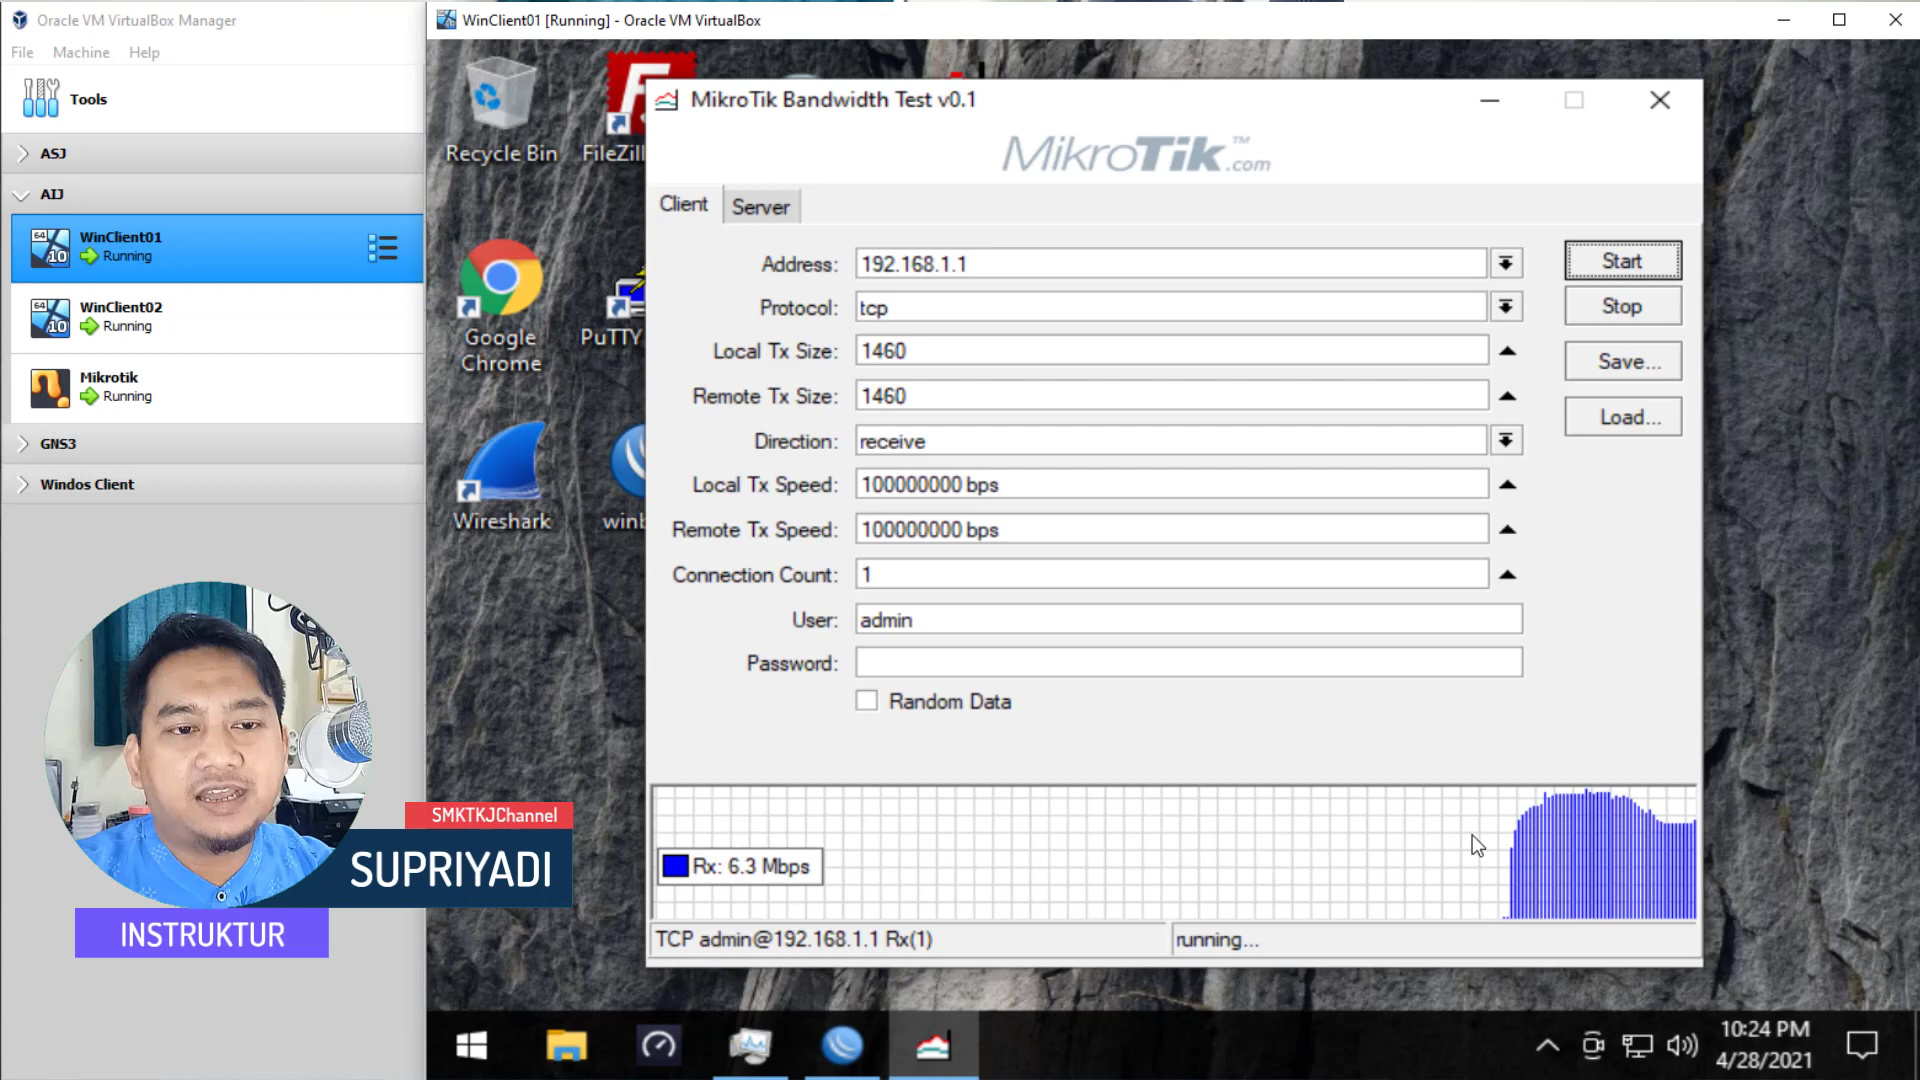 Oracle VM VirtualBox Manager
File Machine Help
Tools
ASJ
AIJ
64
10
WinClient01
Running
64
10
WinClient02
Running
Mikrotik
Running
GNS3
Windos Client
SMKTKJChannel
SUPRIYADI
INSTRUKTUR
WinClient01 [Running] - Oracle VM VirtualBox
Recycle Bin
FileZill
Google
Chrome
PuTTY
Wireshark
winb
MikroTik Bandwidth Test v0.1
MikroTik.com™
Client
Server
Address: 192.168.1.1
Protocol: tcp
Local Tx Size: 1460
Remote Tx Size: 1460
Direction: receive
Local Tx Speed: 100000000 bps
Remote Tx Speed: 100000000 bps
Connection Count: 1
User: admin
Password:
Random Data
Start
Stop
Save...
Load...
Rx: 6.3 Mbps
TCP admin@192.168.1.1 Rx(1)
running...
10:24 PM
4/28/2021